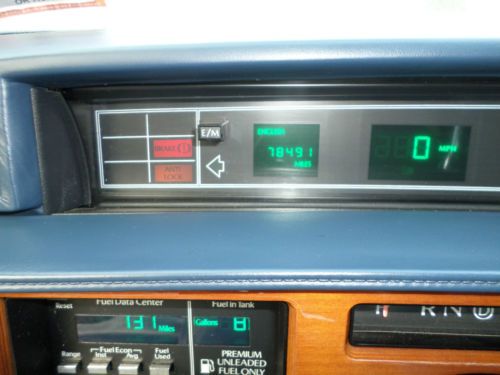 E/M
ENGLISH
78491
MILES
0 MPH
BRAKE (!)
ANTI
LOCK
Reset
Fuel Data Center
Fuel in Tank
131 Miles
Gallons 8
Fuel Econ
Fuel
Range
Inst
Avg
Used
PREMIUM
UNLEADED
FUEL ONLY
R N D